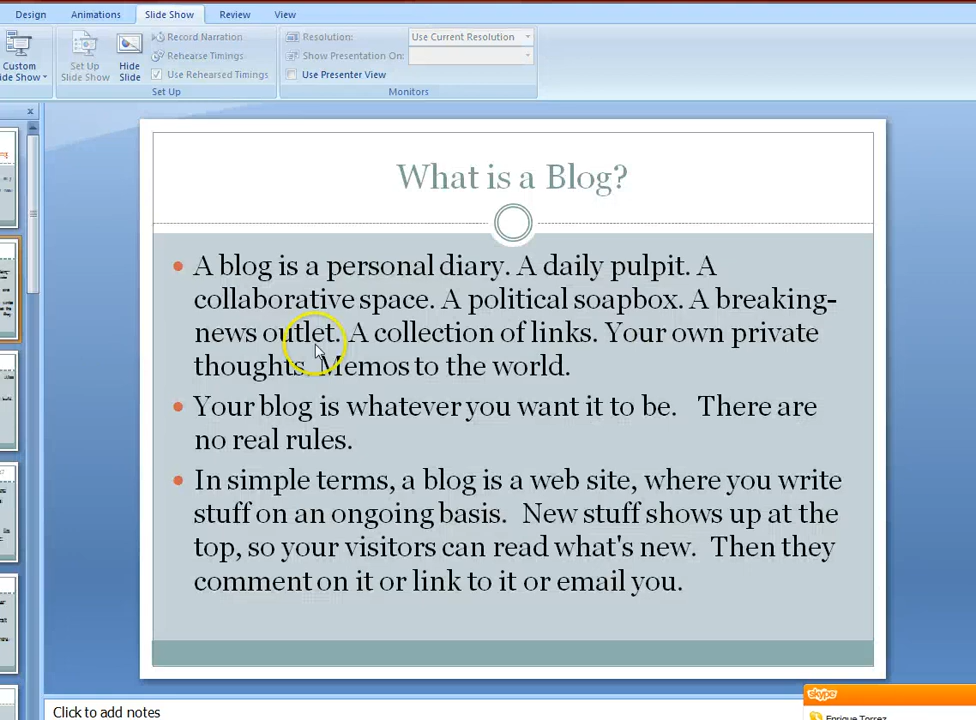 Design Animations Slide Show Review View
Custom
Slide Show
Set Up
Slide Show
Hide
Slide
Record Narration
Rehearse Timings
Use Rehearsed Timings
Set Up
Resolution: Use Current Resolution
Show Presentation On:
Use Presenter View
Monitors
What is a Blog?
A blog is a personal diary. A daily pulpit. A
collaborative space. A political soapbox. A breaking-
news outlet. A collection of links. Your own private
thoughts. Memos to the world.
Your blog is whatever you want it to be. There are
no real rules.
In simple terms, a blog is a web site, where you write
stuff on an ongoing basis. New stuff shows up at the
top, so your visitors can read what's new. Then they
comment on it or link to it or email you.
Click to add notes
skype
Enrique Torrez